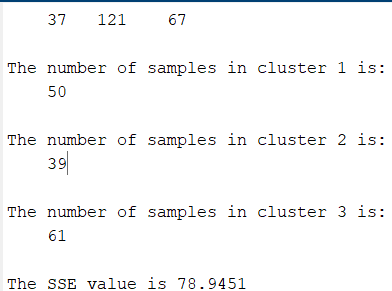 37 121 67
The number of samples in cluster 1 is:
50
The number of samples in cluster 2 is:
39
The number of samples in cluster 3 is:
61
The SSE value is 78.9451